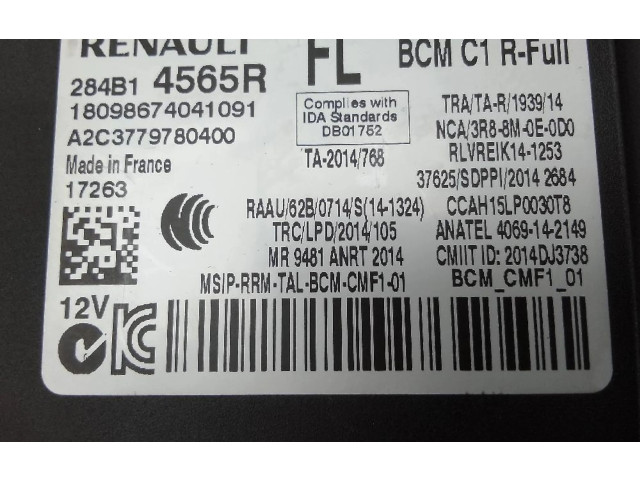 RENAULT
FL
BCM C1 R-Full
284B1 4565R
18098674041091
A2C3779780400
Made in France
17263
Complies with
IDA Standards
DB01752
TA-2014/768
TRA/TA-R/1939/14
NCA/3R8-8M-0E-0D0
RLVREIK14-1253
37625/SDPPI/2014 2684
RAAU/62B/0714/S(14-1324)
CCAH15LP0030T8
TRC/LPD/2014/105
ANATEL 4069-14-2149
MR 9481 ANRT 2014
CMIIT ID: 2014DJ3738
MSIP-RRM-TAL-BCM-CMF1-01
BCM_CMF1_01
12V